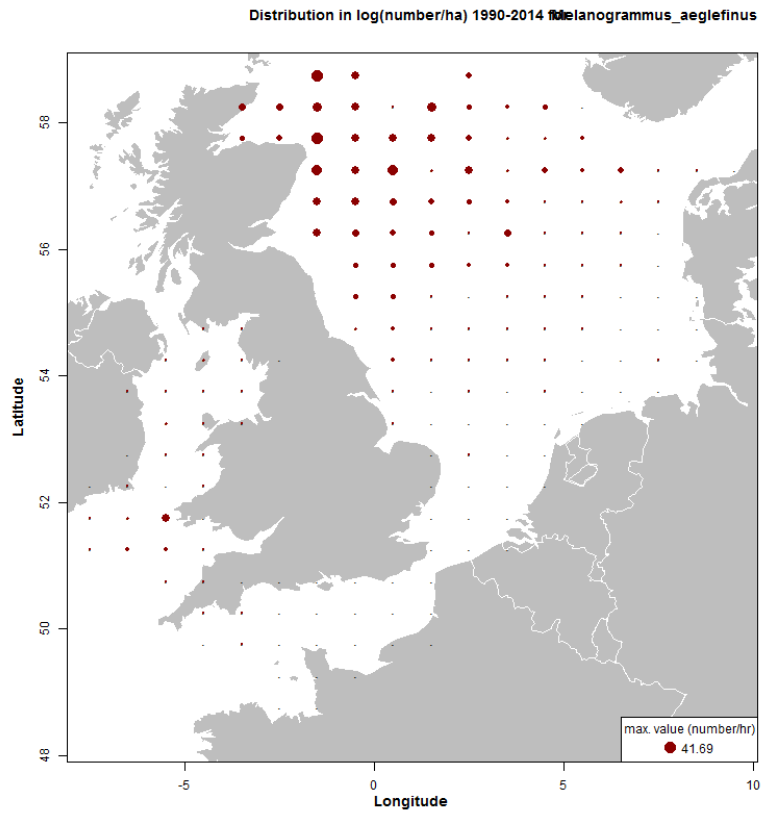 Distribution in log(number/ha) 1990-2014 for Melanogrammus_aeglefinus
58
56
54
52
50
48
Latitude
-5
0
5
10
Longitude
max. value (number/hr)
41.69